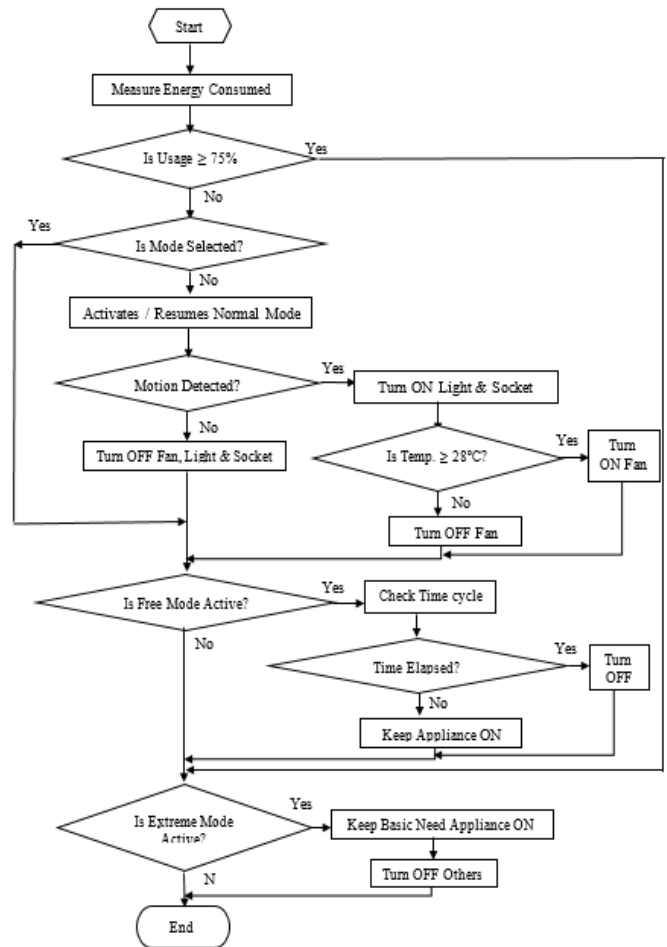 Start
Measure Energy Consumed
Is Usage ≥ 75%
Yes
No
Yes
Is Mode Selected?
No
Activates / Resumes Normal Mode
Motion Detected?
Yes
Turn ON Light & Socket
No
Turn OFF Fan, Light & Socket
Is Temp. ≥ 28°C?
Yes
Turn
ON Fan
No
Turn OFF Fan
Is Free Mode Active?
Yes
Check Time cycle
No
Time Elapsed?
Yes
Turn
OFF
No
Keep Appliance ON
Is Extreme Mode
Active?
Yes
Keep Basic Need Appliance ON
Turn OFF Others
N
End